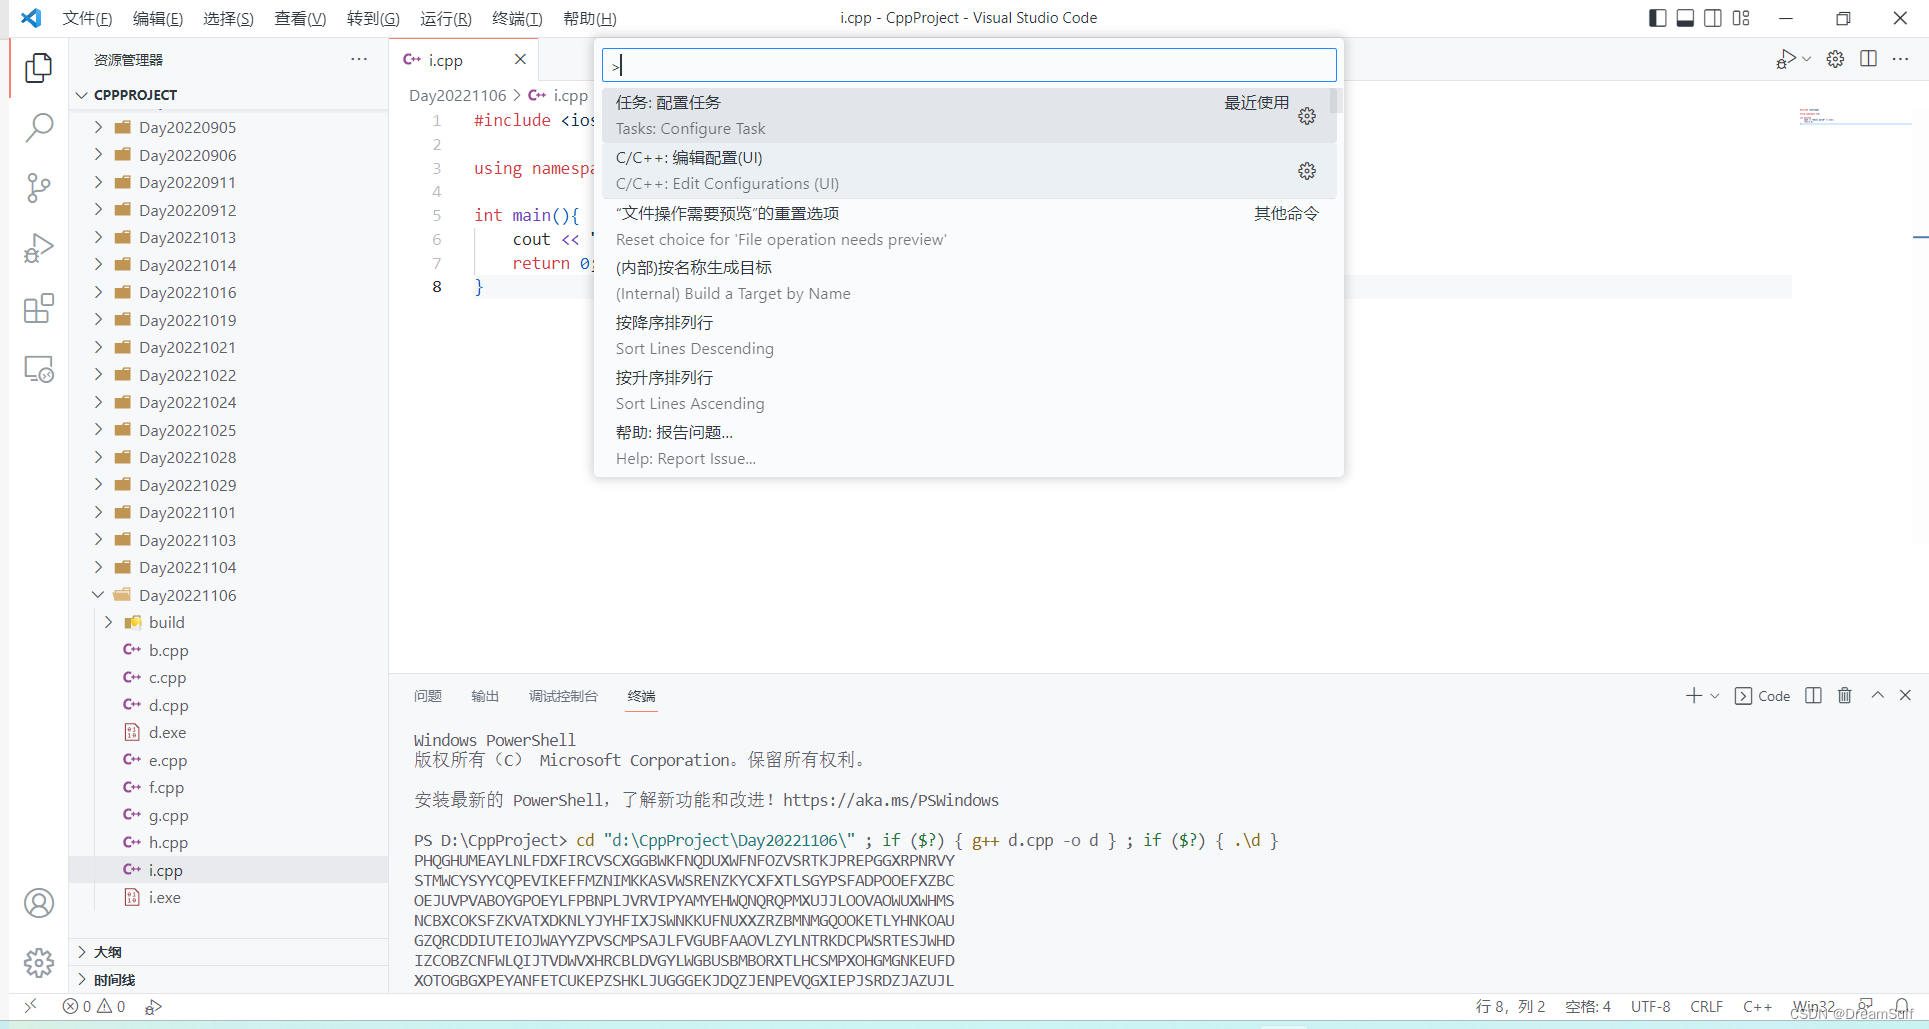 文件(F) 编辑(E) 选择(S) 查看(V) 转到(G) 运行(R) 终端(T) 帮助(H) i.cpp - CppProject - Visual Studio Code
资源管理器
CPPPROJECT
Day20220905
Day20220906
Day20220911
Day20220912
Day20221013
Day20221014
Day20221016
Day20221019
Day20221021
Day20221022
Day20221024
Day20221025
Day20221028
Day20221029
Day20221101
Day20221103
Day20221104
Day20221106
build
b.cpp
c.cpp
d.cpp
d.exe
e.cpp
f.cpp
g.cpp
h.cpp
i.cpp
i.exe
大纲
时间线
i.cpp
Day20221106 > i.cpp
1 #include <ios
2
3 using namespa
4
5 int main(){
6 cout << "
7 return 0;
8 }
>
任务: 配置任务 最近使用
Tasks: Configure Task
C/C++: 编辑配置(UI)
C/C++: Edit Configurations (UI)
“文件操作需要预览”的重置选项 其他命令
Reset choice for 'File operation needs preview'
(内部)按名称生成目标
(Internal) Build a Target by Name
按降序排列行
Sort Lines Descending
按升序排列行
Sort Lines Ascending
帮助: 报告问题...
Help: Report Issue...
问题 输出 调试控制台 终端 Code
Windows PowerShell
版权所有（C） Microsoft Corporation。保留所有权利。
安装最新的 PowerShell，了解新功能和改进！https://aka.ms/PSWindows
PS D:\CppProject> cd "d:\CppProject\Day20221106\" ; if ($?) { g++ d.cpp -o d } ; if ($?) { .\d }
PHQGHUMEAYLNLFDXFIRCVSCXGGBWKFNQDUXWFNFOZVSRTKJPREPGGXRPNRVY
STMWCYSYYCQPEVIKEFFMZNIMKKASVWSRENZKYCXFXTLSGYPSFADPOOEFXZBC
OEJUVPVABOYGPOEYLFPBNPLJVRVIPYAMYEHWQNQRQPMXUJJLOOVAOWUXWHMS
NCBXCOKSFZKVATXDKNLYJYHFIXJSWNKKUFNUXXZRZBMNMGQOOKETLYHNKOAU
GZQRCDDIUTEIOJWAYYZPVSCMPSAJLFVGUBFAAOVLZYLNTRKDCPWSRTESJWHD
IZCOBZCNFWLQIJTVDWVXHRCBLDVGYLWGBUSBMBORXTLHCSMPXOHGMGNKEUFD
XOTOGBGXPEYANFETCUKEPZSHKLJUGGGEKJDQZJENPEVQGXIEPJSRDZJAZUJL
0 0 行 8，列 2 空格: 4 UTF-8 CRLF C++ Win32
CSDN @DreamSuff